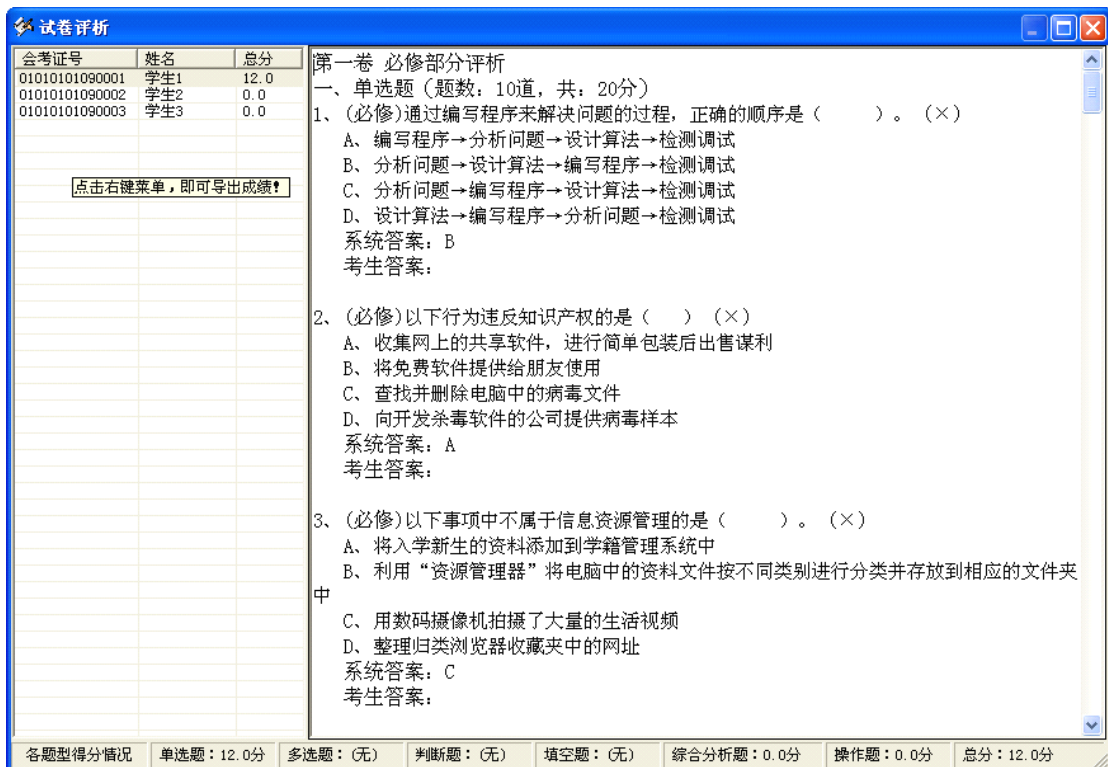 试卷评析
会考证号 姓名 总分
01010101090001 学生1 12.0
01010101090002 学生2 0.0
01010101090003 学生3 0.0
点击右键菜单，即可导出成绩!
第一卷 必修部分评析
一、单选题（题数：10道，共：20分）
1、(必修)通过编写程序来解决问题的过程，正确的顺序是（ ）。（×）
A、编写程序→分析问题→设计算法→检测调试
B、分析问题→设计算法→编写程序→检测调试
C、分析问题→编写程序→设计算法→检测调试
D、设计算法→编写程序→分析问题→检测调试
系统答案：B
考生答案：
2、(必修)以下行为违反知识产权的是（ ）（×）
A、收集网上的共享软件，进行简单包装后出售谋利
B、将免费软件提供给朋友使用
C、查找并删除电脑中的病毒文件
D、向开发杀毒软件的公司提供病毒样本
系统答案：A
考生答案：
3、(必修)以下事项中不属于信息资源管理的是（ ）。（×）
A、将入学新生的资料添加到学籍管理系统中
B、利用“资源管理器”将电脑中的资料文件按不同类别进行分类并存放到相应的文件夹
中
C、用数码摄像机拍摄了大量的生活视频
D、整理归类浏览器收藏夹中的网址
系统答案：C
考生答案：
各题型得分情况 单选题：12.0分 多选题：(无) 判断题：(无) 填空题：(无) 综合分析题：0.0分 操作题：0.0分 总分：12.0分